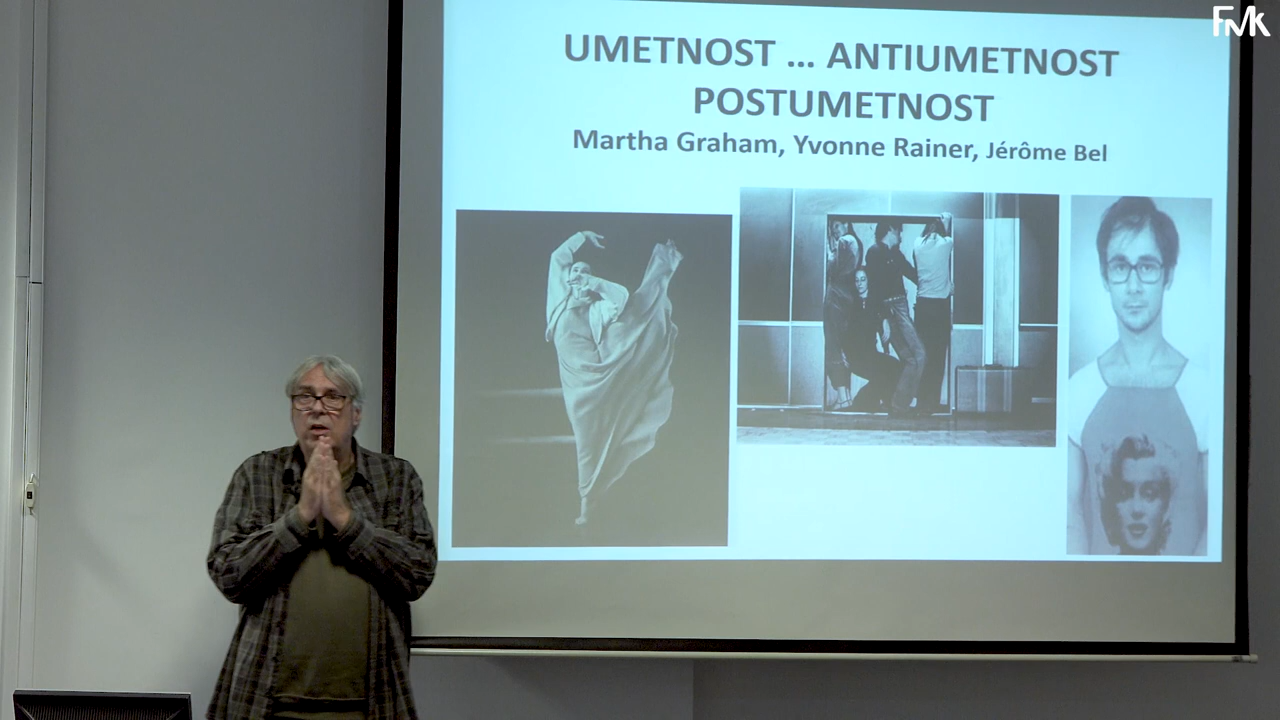 FMK
UMETNOST ... ANTIUMETNOST
POSTUMETNOST
Martha Graham, Yvonne Rainer, Jérôme Bel